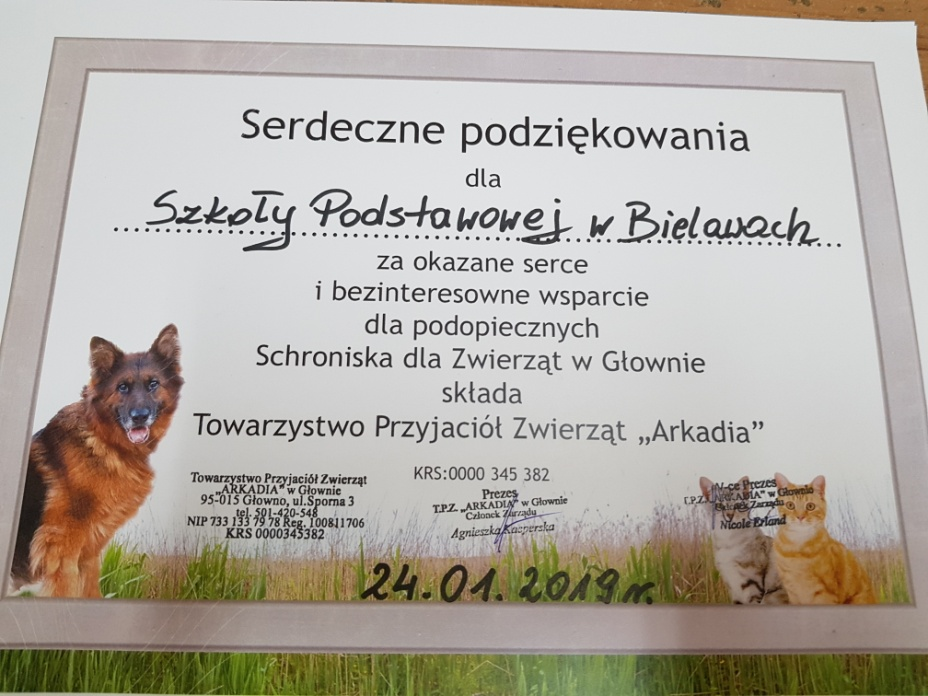 Serdeczne podziękowania
dla
Szkoły Podstawowej w Bielawach
za okazane serce
i bezinteresowne wsparcie
dla podopiecznych
Schroniska dla Zwierząt w Głownie
składa
Towarzystwo Przyjaciół Zwierząt „Arkadia”
KRS:0000 345 382
Towarzystwo Przyjaciół Zwierząt
„ARKADIA” w Głownie
95-015 Głowno, ul.Sporna 3
tel. 501-420-548
NIP 733 133 79 78 Reg. 100811706
KRS 0000345382
Prezes
T.P.Z. „ARKADIA” w Głownie
Członek Zarządu
Agnieszka Kacperska
W-ce Prezes
T.P.Z. „ARKADIA” w Głownie
Członek Zarządu
Nicole Erland
24.01.2019r.